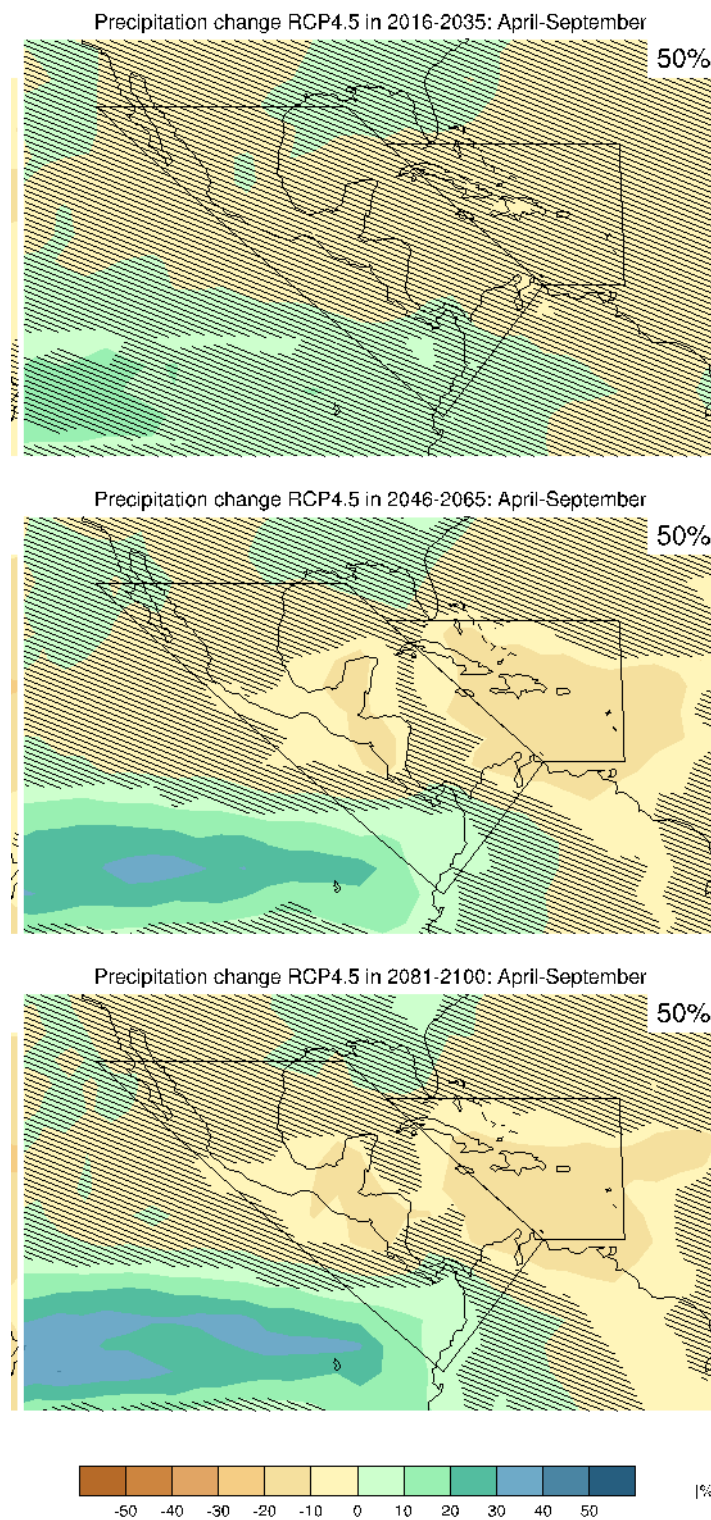 Precipitation change RCP4.5 in 2016-2035: April-September
50%
Precipitation change RCP4.5 in 2046-2065: April-September
50%
Precipitation change RCP4.5 in 2081-2100: April-September
50%
-50 -40 -30 -20 -10 0 10 20 30 40 50 [%